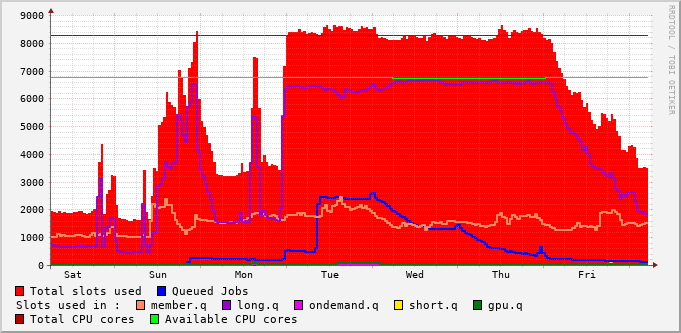 9000
8000
7000
6000
5000
4000
3000
2000
1000
0
Sat Sun Mon Tue Wed Thu Fri
RRDTOOL / TOBI OETIKER
Total slots used Queued Jobs
Slots used in : member.q long.q ondemand.q short.q gpu.q
Total CPU cores Available CPU cores